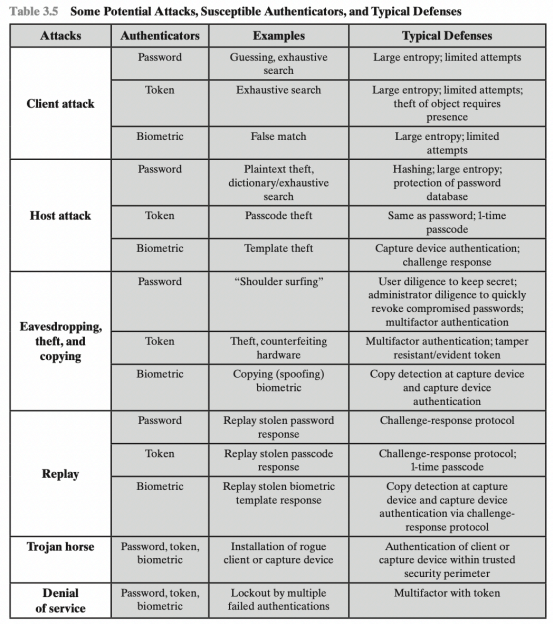 Table 3.5 Some Potential Attacks, Susceptible Authenticators, and Typical Defenses
Attacks Authenticators Examples Typical Defenses
Client attack
Password
Guessing, exhaustive
search
Large entropy; limited attempts
Token
Exhaustive search
Large entropy; limited attempts;
theft of object requires
presence
Biometric
False match
Large entropy; limited
attempts
Host attack
Password
Plaintext theft,
dictionary/exhaustive
search
Hashing; large entropy;
protection of password
database
Token
Passcode theft
Same as password; 1-time
passcode
Biometric
Template theft
Capture device authentication;
challenge response
Eavesdropping,
theft, and
copying
Password
“Shoulder surfing”
User diligence to keep secret;
administrator diligence to quickly
revoke compromised passwords;
multifactor authentication
Token
Theft, counterfeiting
hardware
Multifactor authentication; tamper
resistant/evident token
Biometric
Copying (spoofing)
biometric
Copy detection at capture device
and capture device
authentication
Replay
Password
Replay stolen password
response
Challenge-response protocol
Token
Replay stolen passcode
response
Challenge-response protocol;
1-time passcode
Biometric
Replay stolen biometric
template response
Copy detection at capture
device and capture device
authentication via challenge-
response protocol
Trojan horse
Password, token,
biometric
Installation of rogue
client or capture device
Authentication of client or
capture device within trusted
security perimeter
Denial
of service
Password, token,
biometric
Lockout by multiple
failed authentications
Multifactor with token